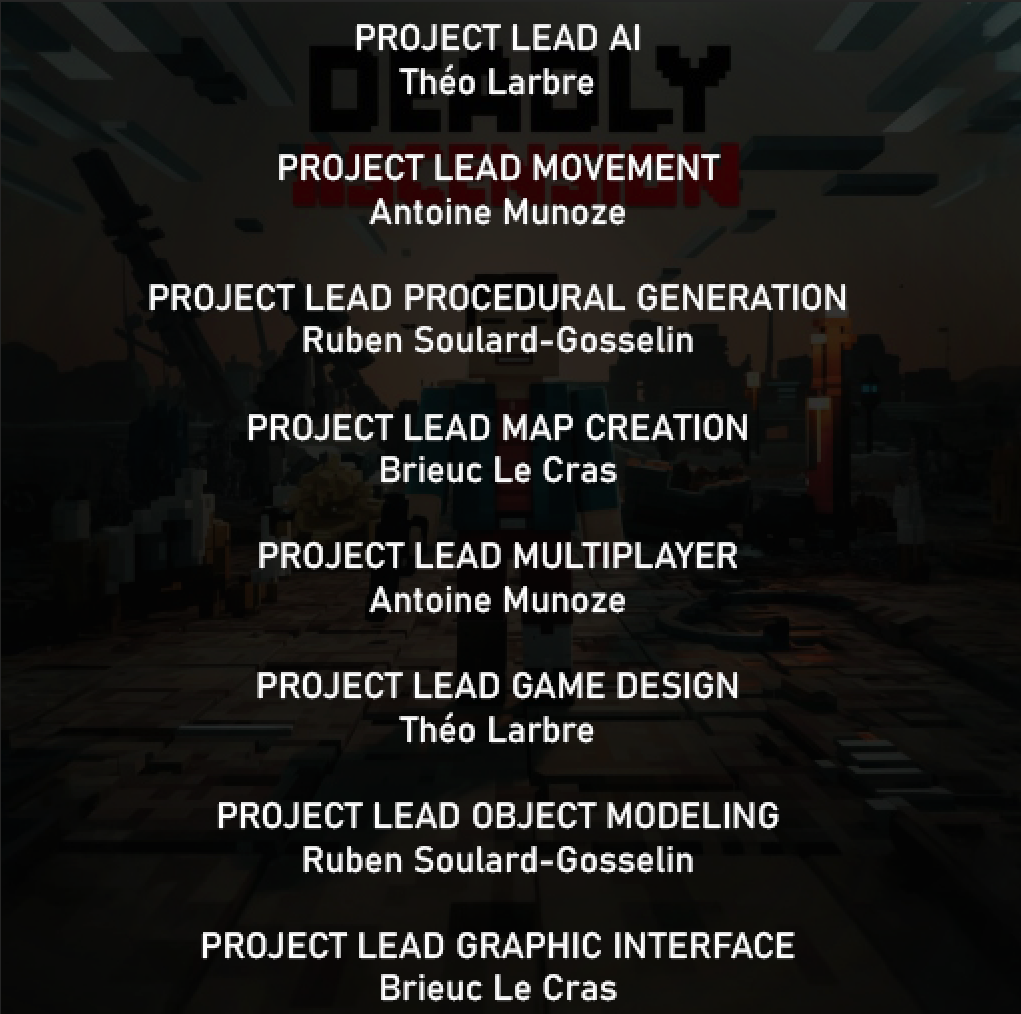 PROJECT LEAD AI
Théo Larbre
DEADLY
ASCENSION
PROJECT LEAD MOVEMENT
Antoine Munoze
PROJECT LEAD PROCEDURAL GENERATION
Ruben Soulard-Gosselin
PROJECT LEAD MAP CREATION
Brieuc Le Cras
PROJECT LEAD MULTIPLAYER
Antoine Munoze
PROJECT LEAD GAME DESIGN
Théo Larbre
PROJECT LEAD OBJECT MODELING
Ruben Soulard-Gosselin
PROJECT LEAD GRAPHIC INTERFACE
Brieuc Le Cras